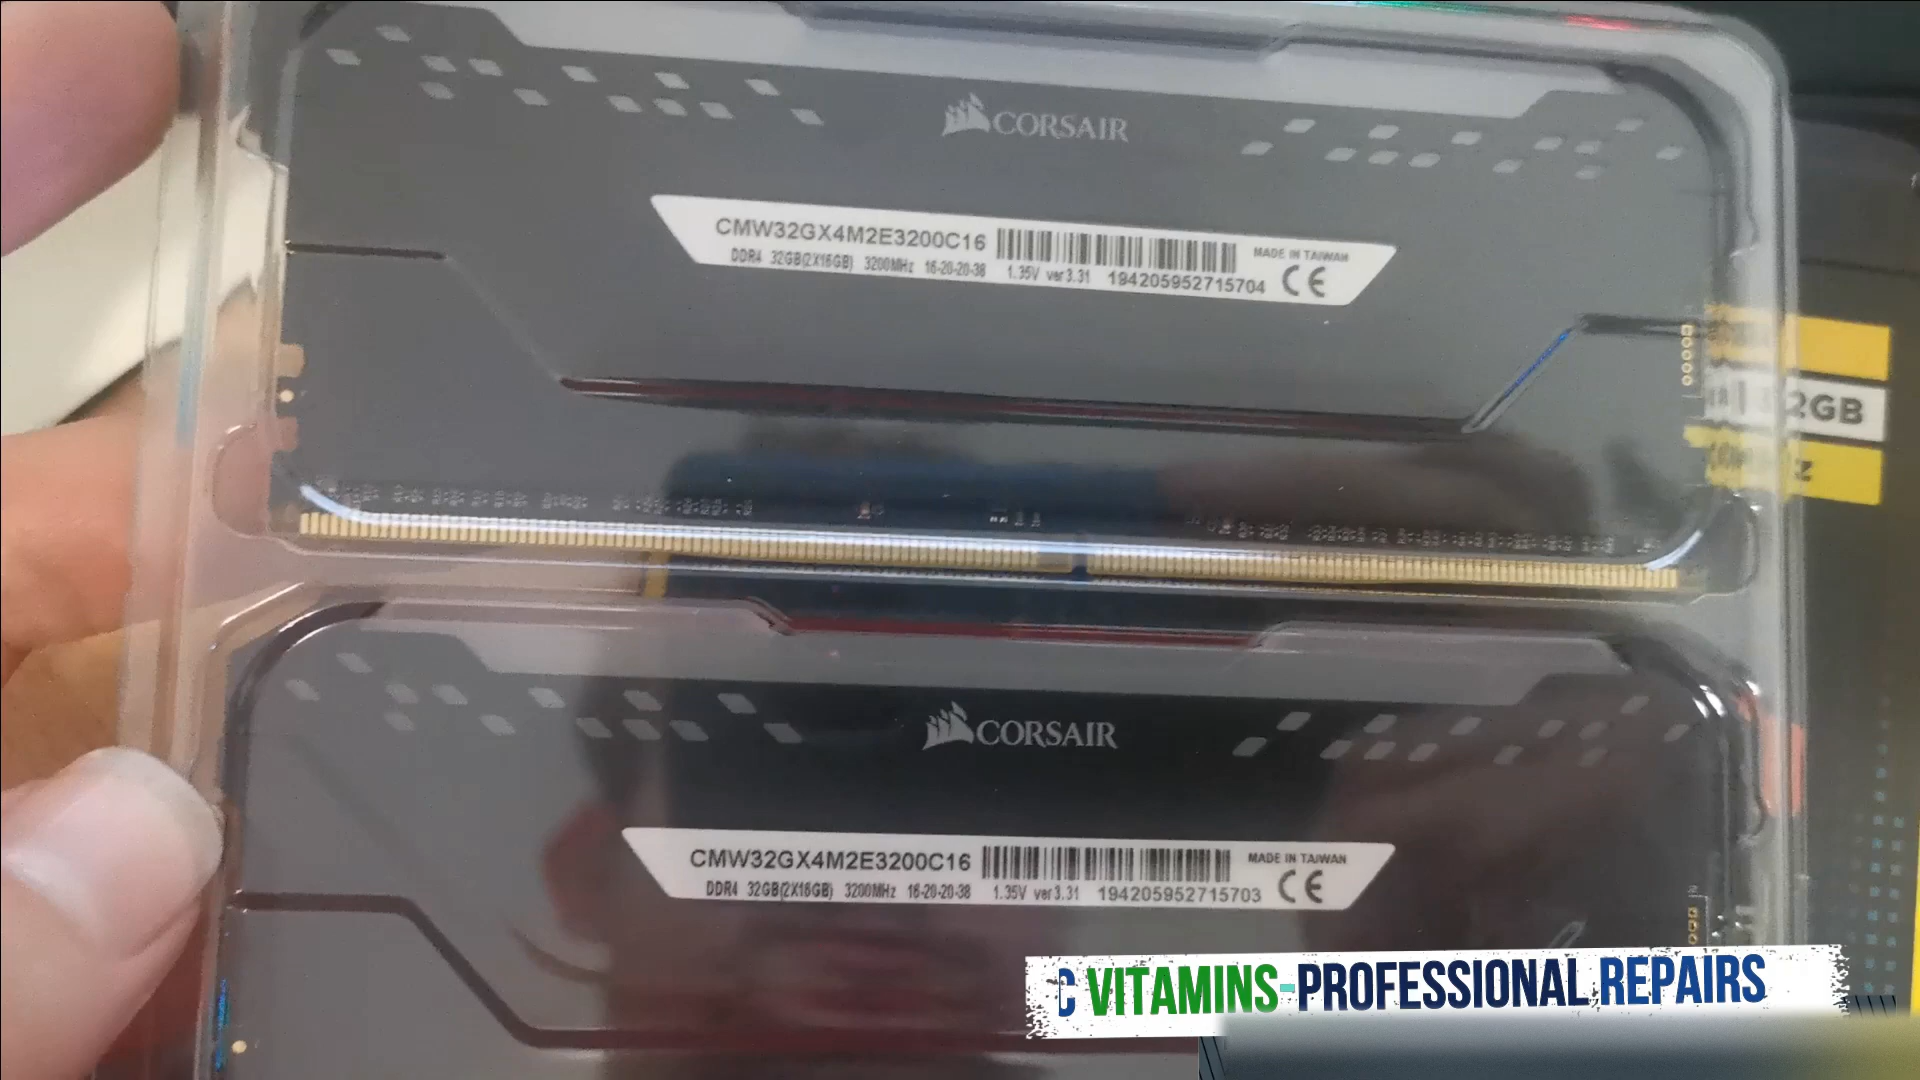 CORSAIR
CMW32GX4M2E3200C16
MADE IN TAIWAN
DDR4 32GB(2X16GB) 3200MHz 16-20-20-38 1.35V ver3.31 194205952715704 CE
2GB
z
CORSAIR
CMW32GX4M2E3200C16
MADE IN TAIWAN
DDR4 32GB(2X16GB) 3200MHz 16-20-20-38 1.35V ver3.31 194205952715703 CE
C VITAMINS-PROFESSIONAL REPAIRS